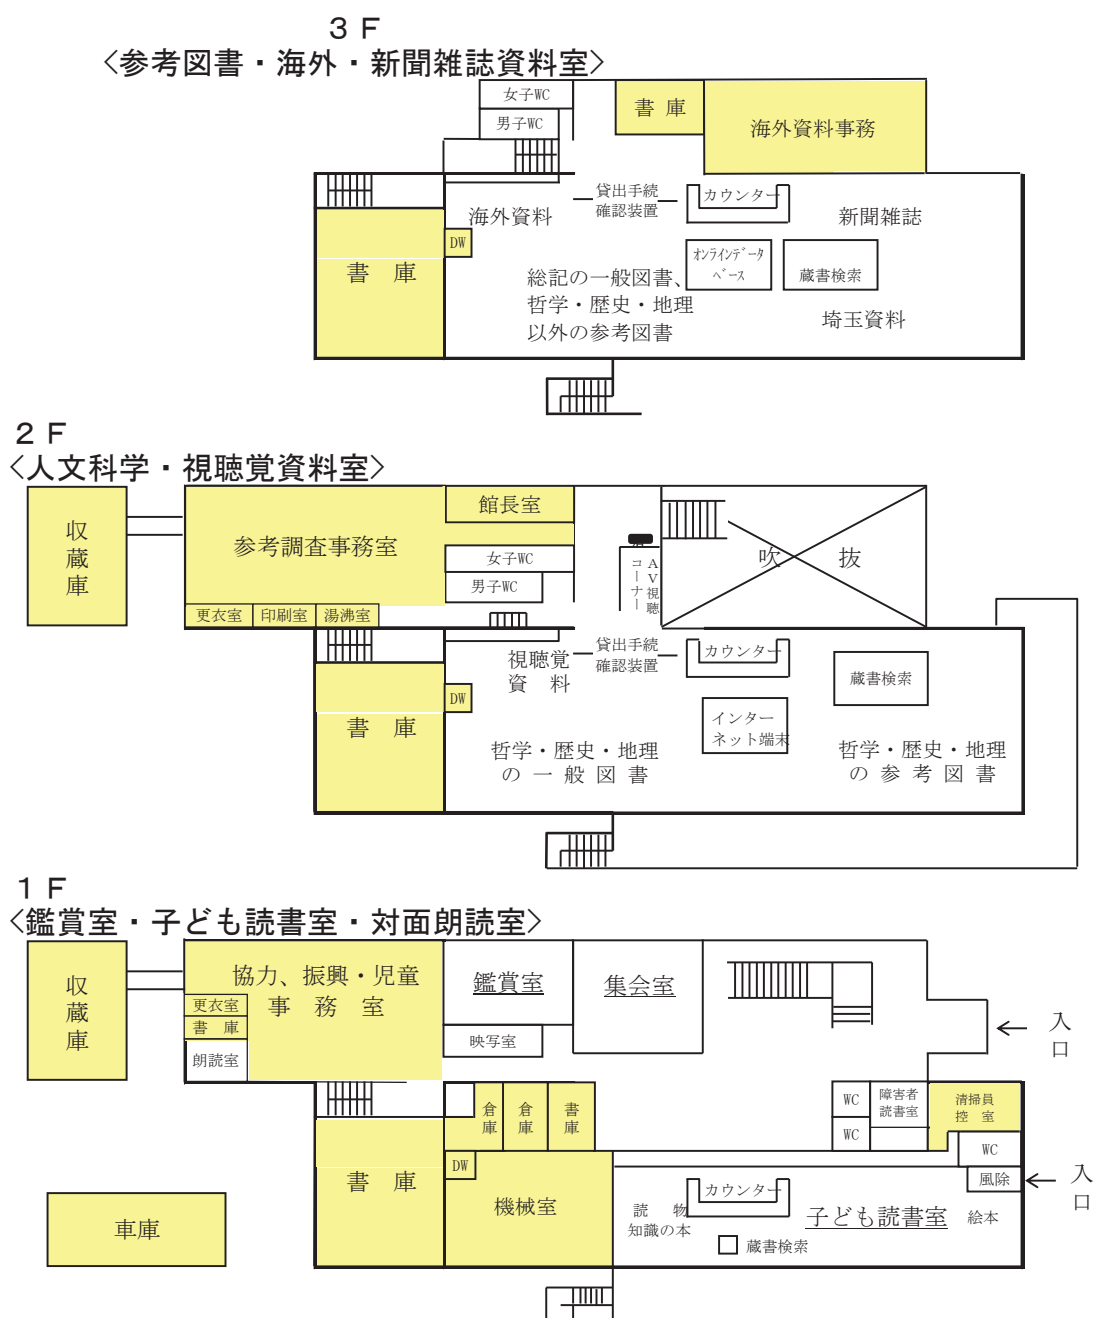 ３Ｆ
〈参考図書・海外・新聞雑誌資料室〉
女子WC
男子WC
書 庫
海外資料事務
海外資料
貸出手続
確認装置
カウンター
新聞雑誌
DW
書 庫
オンラインデータ
ベース
蔵書検索
総記の一般図書、
哲学・歴史・地理
以外の参考図書
埼玉資料
２Ｆ
〈人文科学・視聴覚資料室〉
収蔵庫
参考調査事務室
館長室
女子WC
男子WC
更衣室
印刷室
湯沸室
AV視聴
コーナー
吹 抜
視聴覚
資 料
貸出手続
確認装置
カウンター
蔵書検索
DW
書 庫
インター
ネット端末
哲学・歴史・地理
の 一 般 図 書
哲学・歴史・地理
の 参 考 図 書
１Ｆ
〈鑑賞室・子ども読書室・対面朗読室〉
収蔵庫
協力、振興・児童
事 務 室
更衣室
書 庫
朗読室
鑑賞室
映写室
集会室
入口
倉庫
倉庫
書庫
WC
WC
障害者
読書室
清掃員
控 室
WC
風除
入口
DW
書 庫
機械室
カウンター
読 物
知識の本
子ども読書室
絵本
蔵書検索
車庫